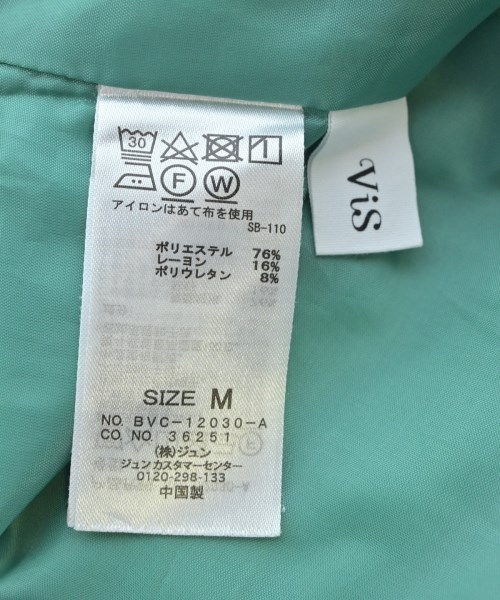 30
F W
アイロンはあて布を使用
SB-110
ポリエステル 76%
レーヨン 16%
ポリウレタン 8%
SIZE M
NO. BVC-12030-A
CO. NO. 36251
(株)ジュン
ジュンカスタマーセンター
0120-298-133
中国製
ViS